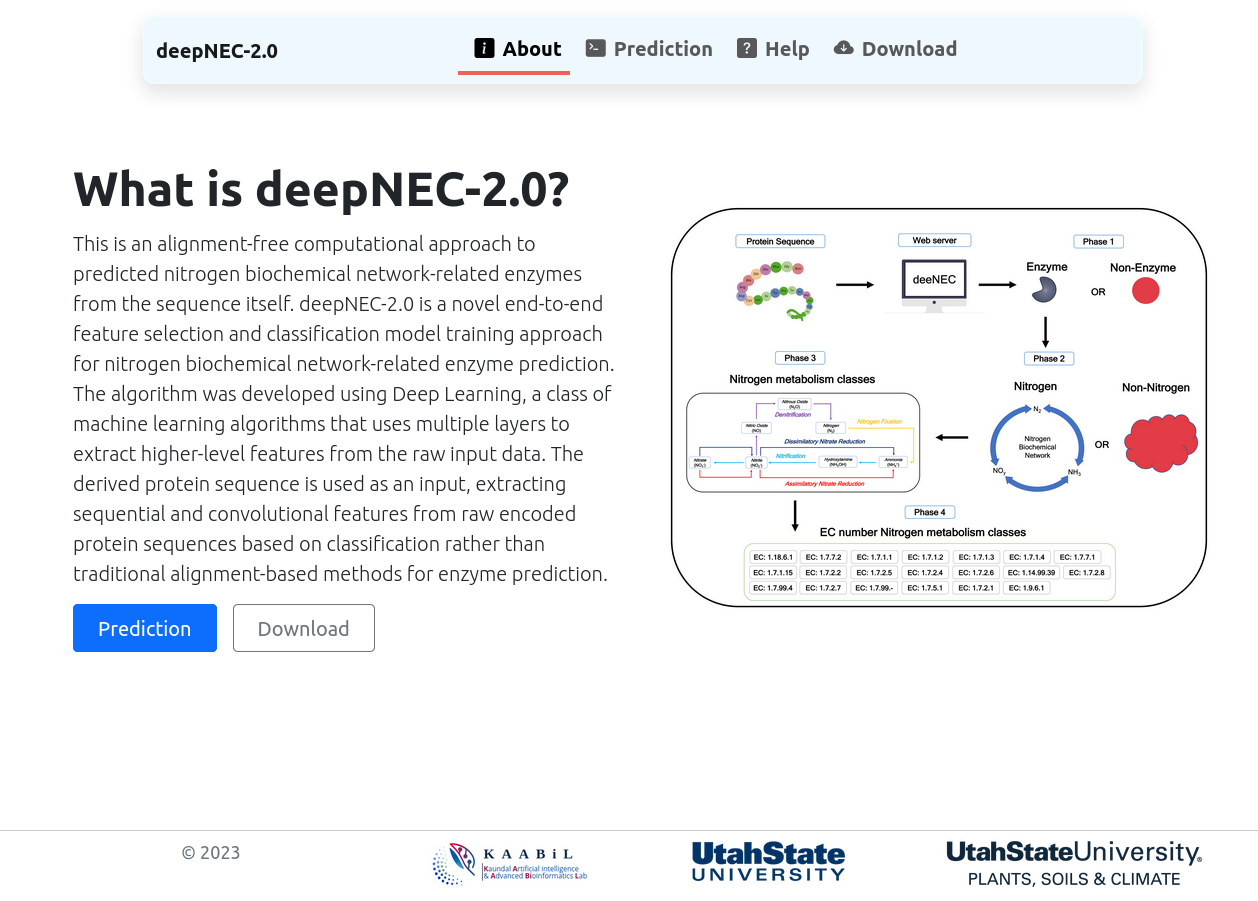 deepNEC-2.0
About
Prediction
Help
Download
What is deepNEC-2.0?
This is an alignment-free computational approach to
predicted nitrogen biochemical network-related enzymes
from the sequence itself. deepNEC-2.0 is a novel end-to-end
feature selection and classification model training approach
for nitrogen biochemical network-related enzyme prediction.
The algorithm was developed using Deep Learning, a class of
machine learning algorithms that uses multiple layers to
extract higher-level features from the raw input data. The
derived protein sequence is used as an input, extracting
sequential and convolutional features from raw encoded
protein sequences based on classification rather than
traditional alignment-based methods for enzyme prediction.
Prediction
Download
Protein Sequence
Web server
Phase 1
deeNEC
Enzyme
OR
Non-Enzyme
Phase 2
Nitrogen
Non-Nitrogen
N₂
Nitrogen
Biochemical
Network
NOᵧ
NH₃
OR
Phase 3
Nitrogen metabolism classes
Nitrous Oxide
(N₂O)
Denitrification
Nitric Oxide
(NO)
Nitrogen
(N₂)
Nitrogen Fixation
Dissimilatory Nitrate Reduction
Nitrate
(NO₃⁻)
Nitrite
(NO₂⁻)
Nitrification
Hydroxylamine
(NH₂OH)
Ammonia
(NH₄⁺)
Assimilatory Nitrate Reduction
Phase 4
EC number Nitrogen metabolism classes
EC: 1.18.6.1 EC: 1.7.7.2 EC: 1.7.1.1 EC: 1.7.1.2 EC: 1.7.1.3 EC: 1.7.1.4 EC: 1.7.7.1
EC: 1.7.1.15 EC: 1.7.2.2 EC: 1.7.2.5 EC: 1.7.2.4 EC: 1.7.2.6 EC: 1.14.99.39 EC: 1.7.2.8
EC: 1.7.99.4 EC: 1.7.2.7 EC: 1.7.99.- EC: 1.7.5.1 EC: 1.7.2.1 EC: 1.9.6.1
© 2023
KAABiL
Kaundal Artificial intelligence
& Advanced Bioinformatics Lab
UtahState
UNIVERSITY
UtahStateUniversity®
PLANTS, SOILS & CLIMATE